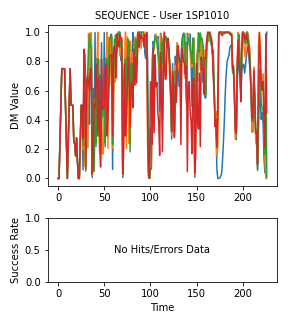 SEQUENCE - User 1SP1010
DM Value
1.0
0.8
0.6
0.4
0.2
0.0
0 50 100 150 200
Success Rate
1.0
0.5
0.0
No Hits/Errors Data
0 50 100 150 200
Time